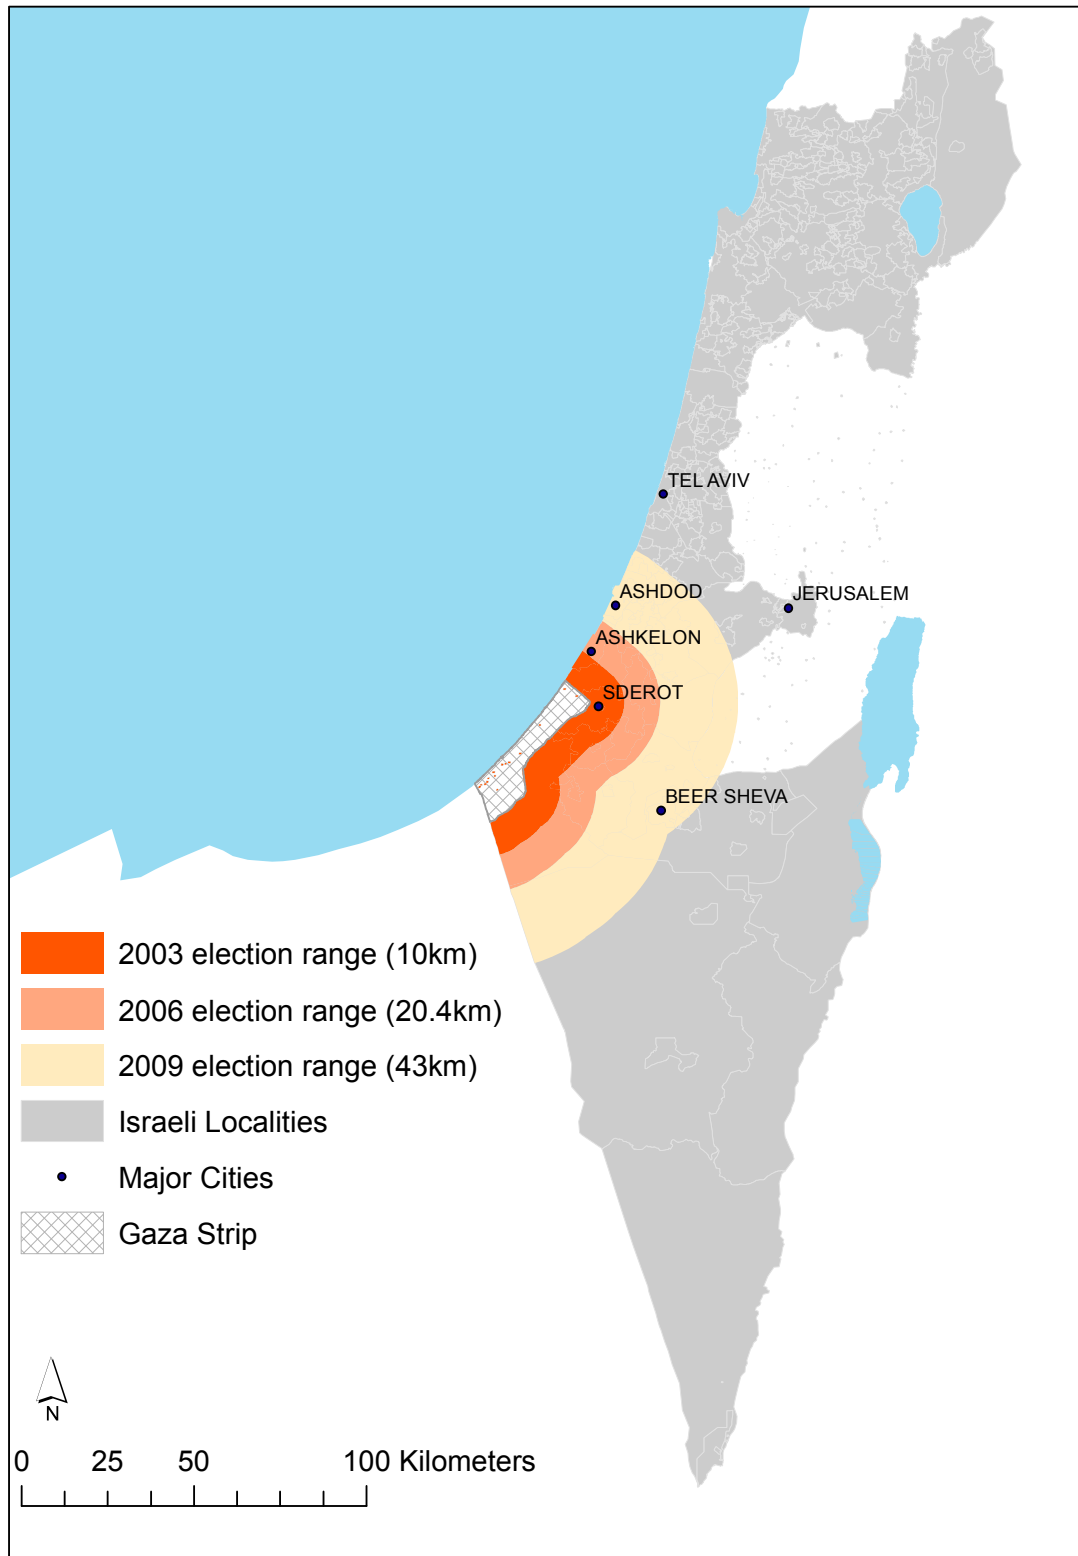 TEL AVIV
ASHDOD
JERUSALEM
ASHKELON
SDEROT
BEER SHEVA
2003 election range (10km)
2006 election range (20.4km)
2009 election range (43km)
Israeli Localities
Major Cities
Gaza Strip
N
0 25 50 100 Kilometers